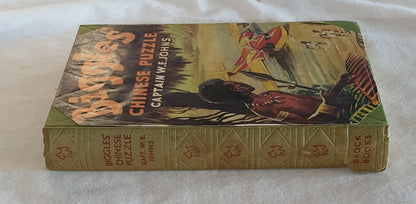 Biggles'
CHINESE PUZZLE
CAPTAIN W.E. JOHNS
BIGGLES'
CHINESE
PUZZLE
CAPT. W.E.
JOHNS
BROCK
BOOKS